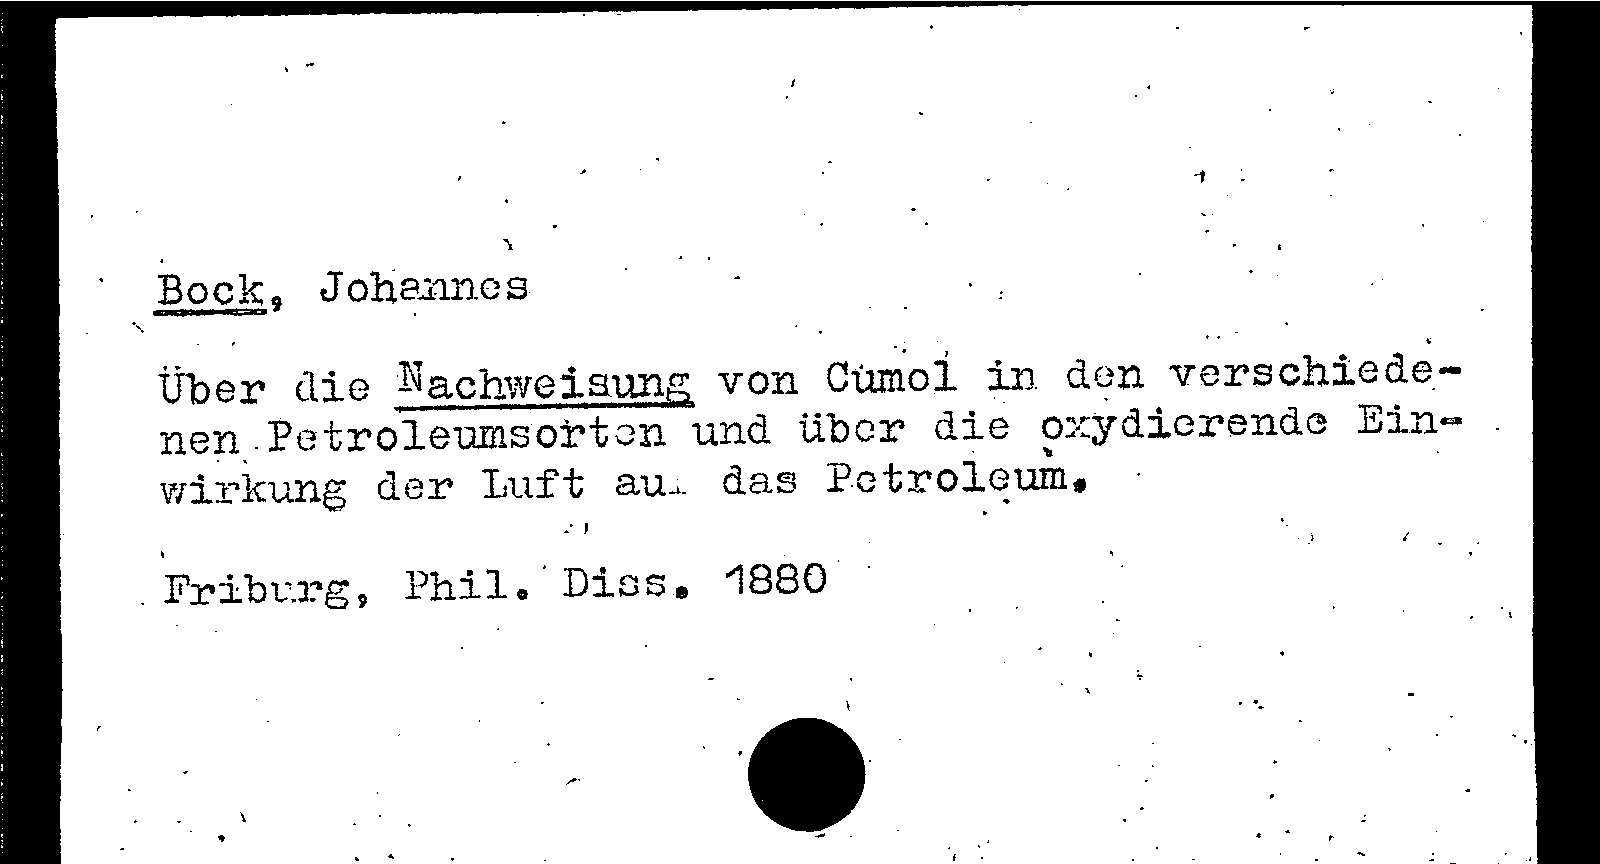 Bock, Johannes
Über die Nachweisung von Cumol in den verschiede-
nen Petroleumsorten und über die oxydierende Ein-
wirkung der Luft auf das Petroleum.
Friburg, Phil. Diss. 1880